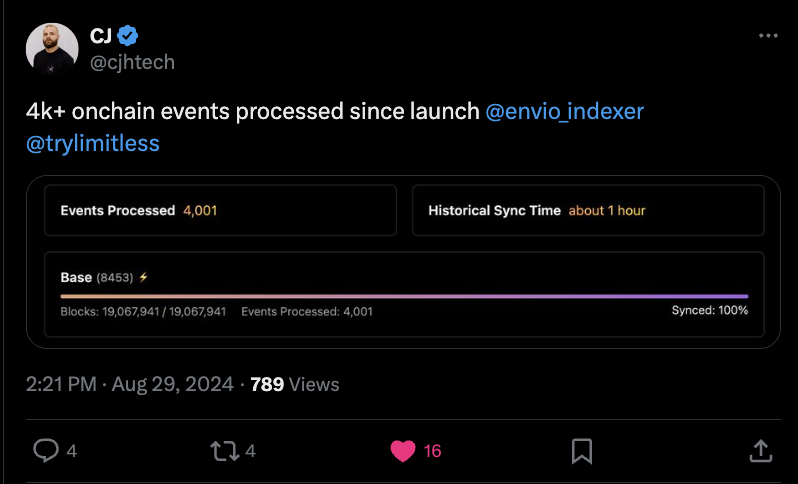 CJ
@cjhtech
4k+ onchain events processed since launch @envio_indexer
@trylimitless
Events Processed 4,001
Historical Sync Time about 1 hour
Base (8453) ⚡
Blocks: 19,067,941 / 19,067,941 Events Processed: 4,001
Synced: 100%
2:21 PM · Aug 29, 2024 · 789 Views
4 4 16